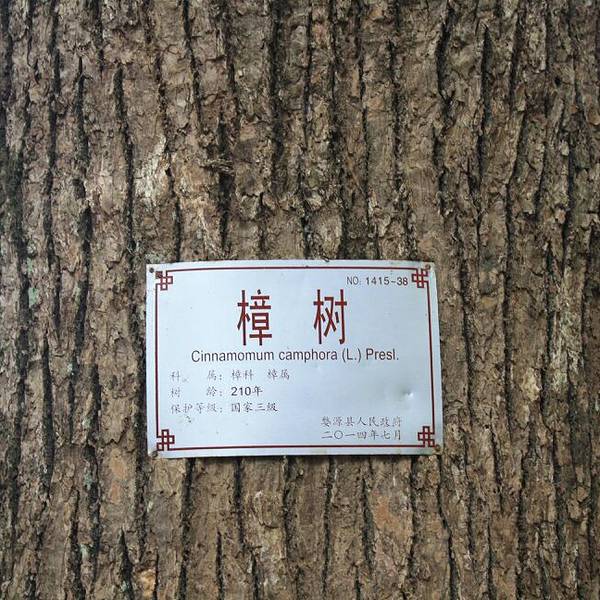 NO: 1415-38
樟 树
Cinnamomum camphora (L.) Presl.
科 属: 樟科 樟属
树 龄: 210年
保护等级: 国家三级
婺源县人民政府
二〇一四年七月